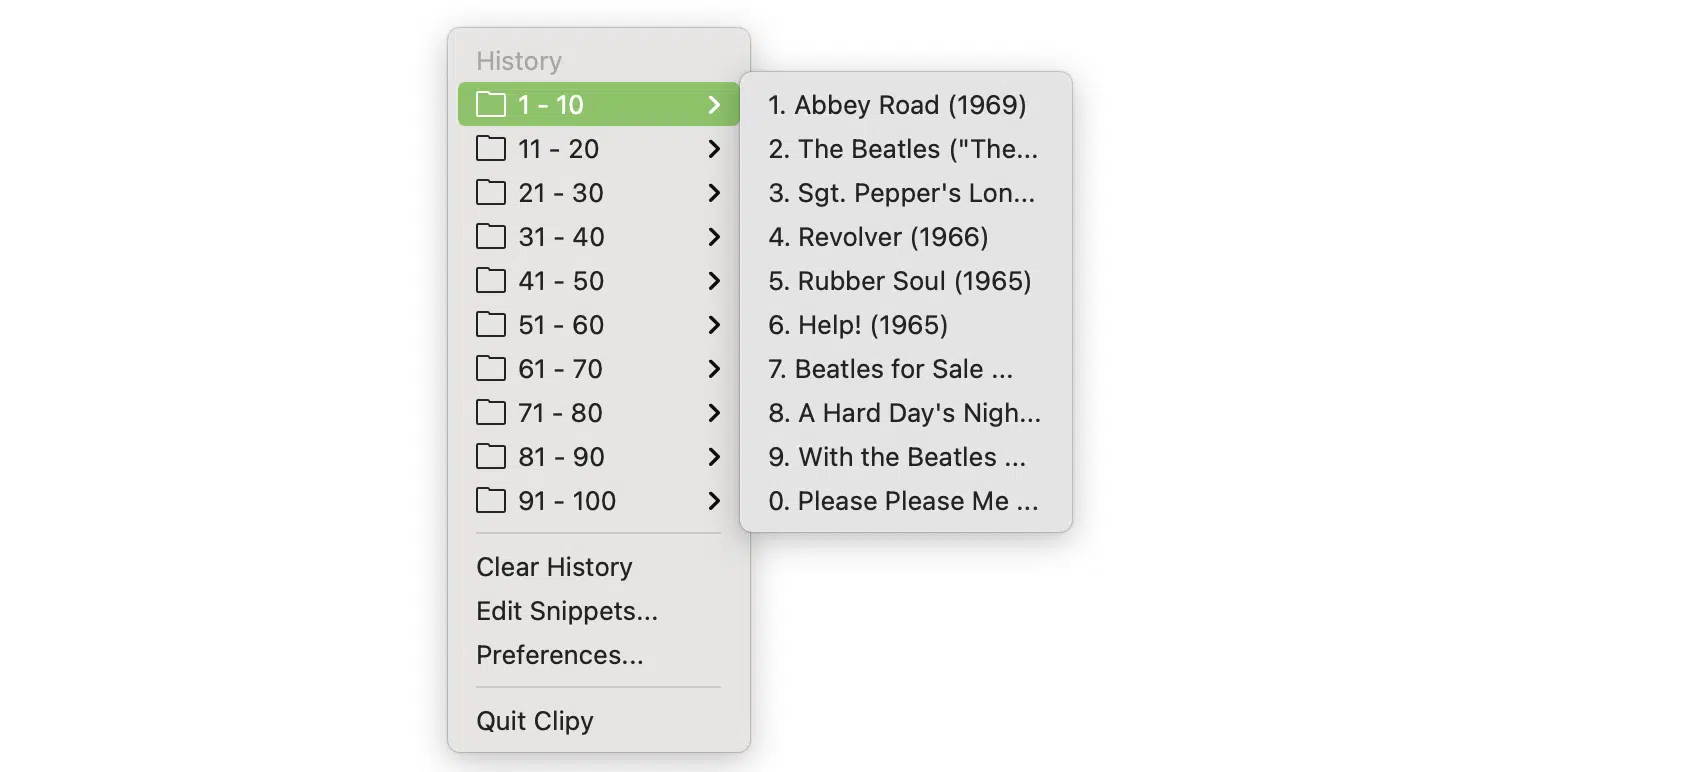 History
1 - 10
11 - 20
21 - 30
31 - 40
41 - 50
51 - 60
61 - 70
71 - 80
81 - 90
91 - 100
Clear History
Edit Snippets...
Preferences...
Quit Clipy
1. Abbey Road (1969)
2. The Beatles ("The...
3. Sgt. Pepper's Lon...
4. Revolver (1966)
5. Rubber Soul (1965)
6. Help! (1965)
7. Beatles for Sale ...
8. A Hard Day's Nigh...
9. With the Beatles ...
0. Please Please Me ...